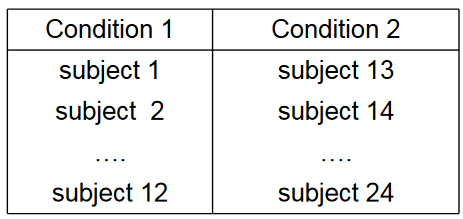 Condition 1 Condition 2
subject 1 subject 13
subject 2 subject 14
.... ....
subject 12 subject 24